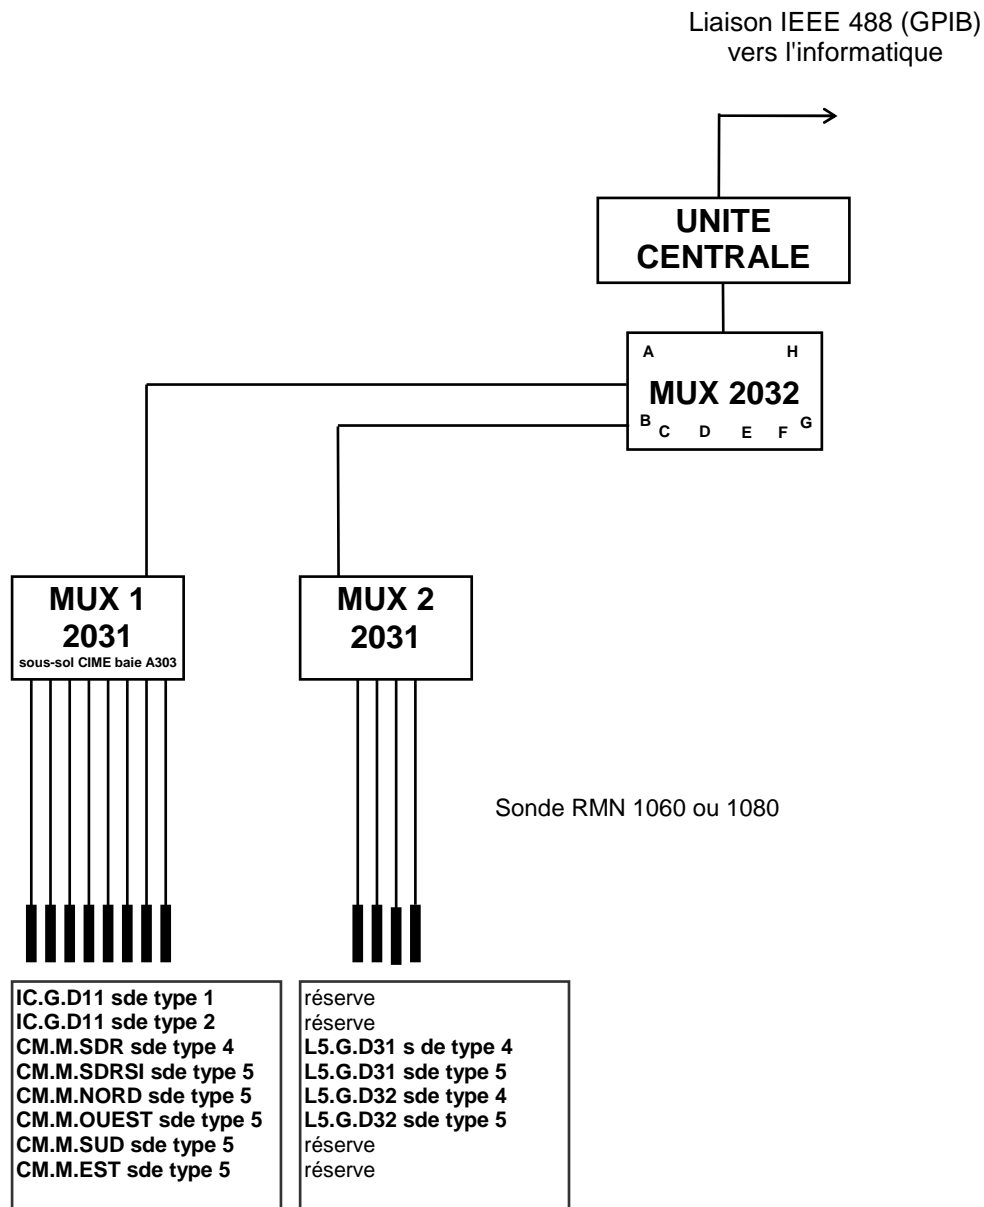 Liaison IEEE 488 (GPIB)
vers l'informatique
UNITE
CENTRALE
A H
MUX 2032
B C D E F G
MUX 1
2031
sous-sol CIME baie A303
MUX 2
2031
Sonde RMN 1060 ou 1080
IC.G.D11 sde type 1
IC.G.D11 sde type 2
CM.M.SDR sde type 4
CM.M.SDRSI sde type 5
CM.M.NORD sde type 5
CM.M.OUEST sde type 5
CM.M.SUD sde type 5
CM.M.EST sde type 5
réserve
réserve
L5.G.D31 s de type 4
L5.G.D31 sde type 5
L5.G.D32 sde type 4
L5.G.D32 sde type 5
réserve
réserve